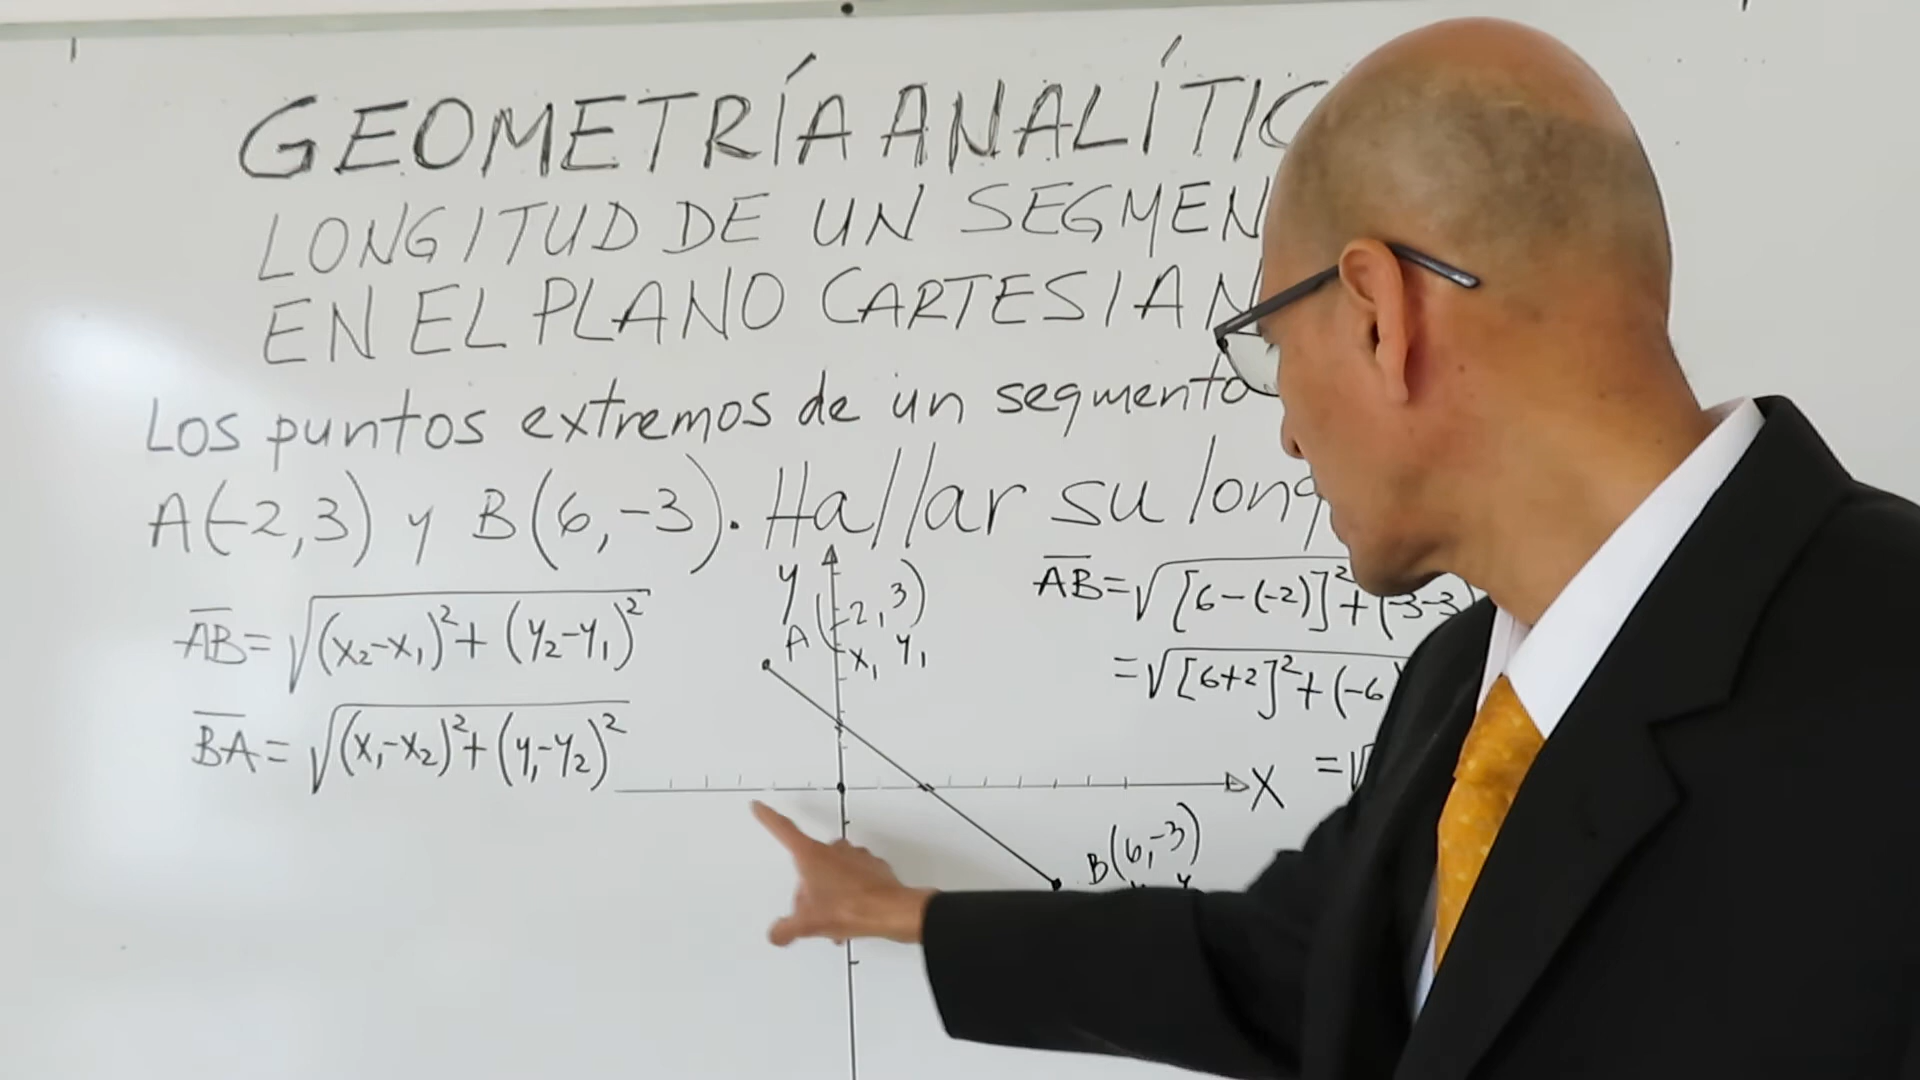 GEOMETRÍA ANALÍTIC
LONGITUD DE UN SEGMEN
EN EL PLANO CARTESIAN
Los puntos extremos de un segmento
A(-2,3) y B(6,-3). Hallar su long
AB=√(x₂-x₁)²+(y₂-y₁)²
BA=√(x₁-x₂)²+(y₁-y₂)²
Y
A(-2,3)
x₁ y₁
X
B(6,-3)
AB=√[6-(-2)]²+(-3-3)
=√[6+2]²+(-6)
=√